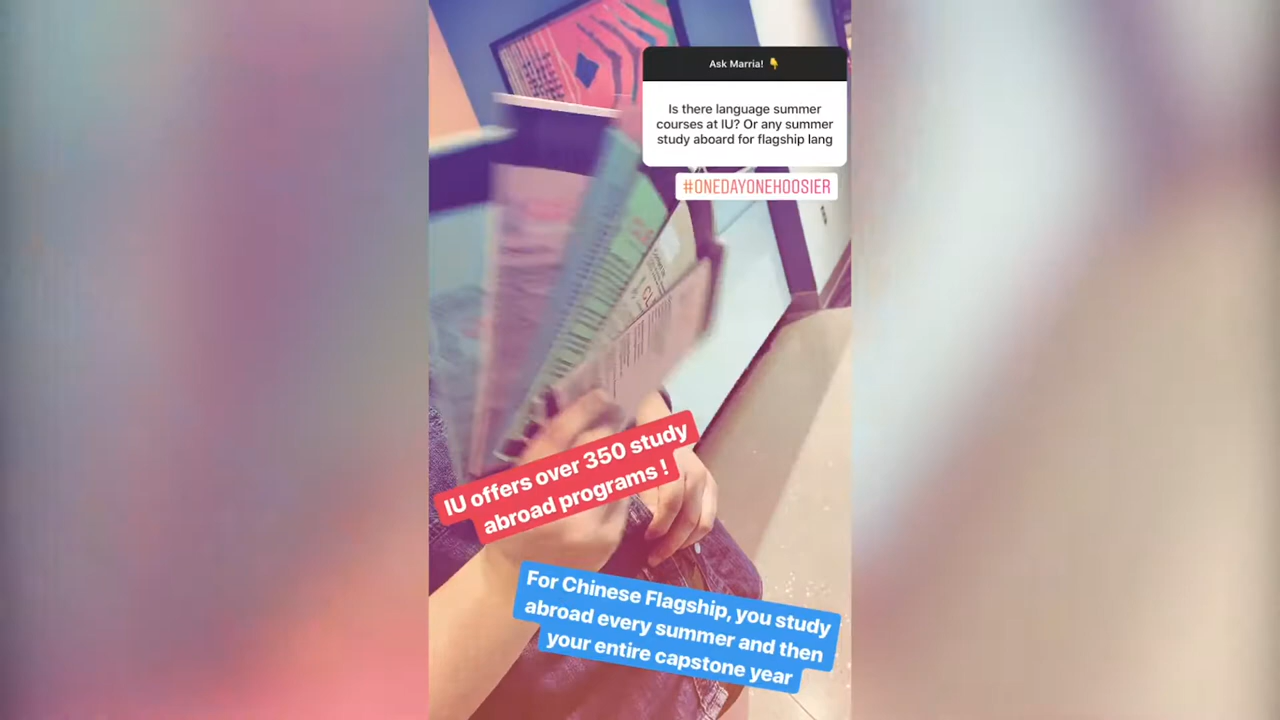 Ask Marria! 👇
Is there language summer
courses at IU? Or any summer
study aboard for flagship lang
#ONEDAYONEHOOSIER
IU offers over 350 study
abroad programs !
For Chinese Flagship, you study
abroad every summer and then
your entire capstone year